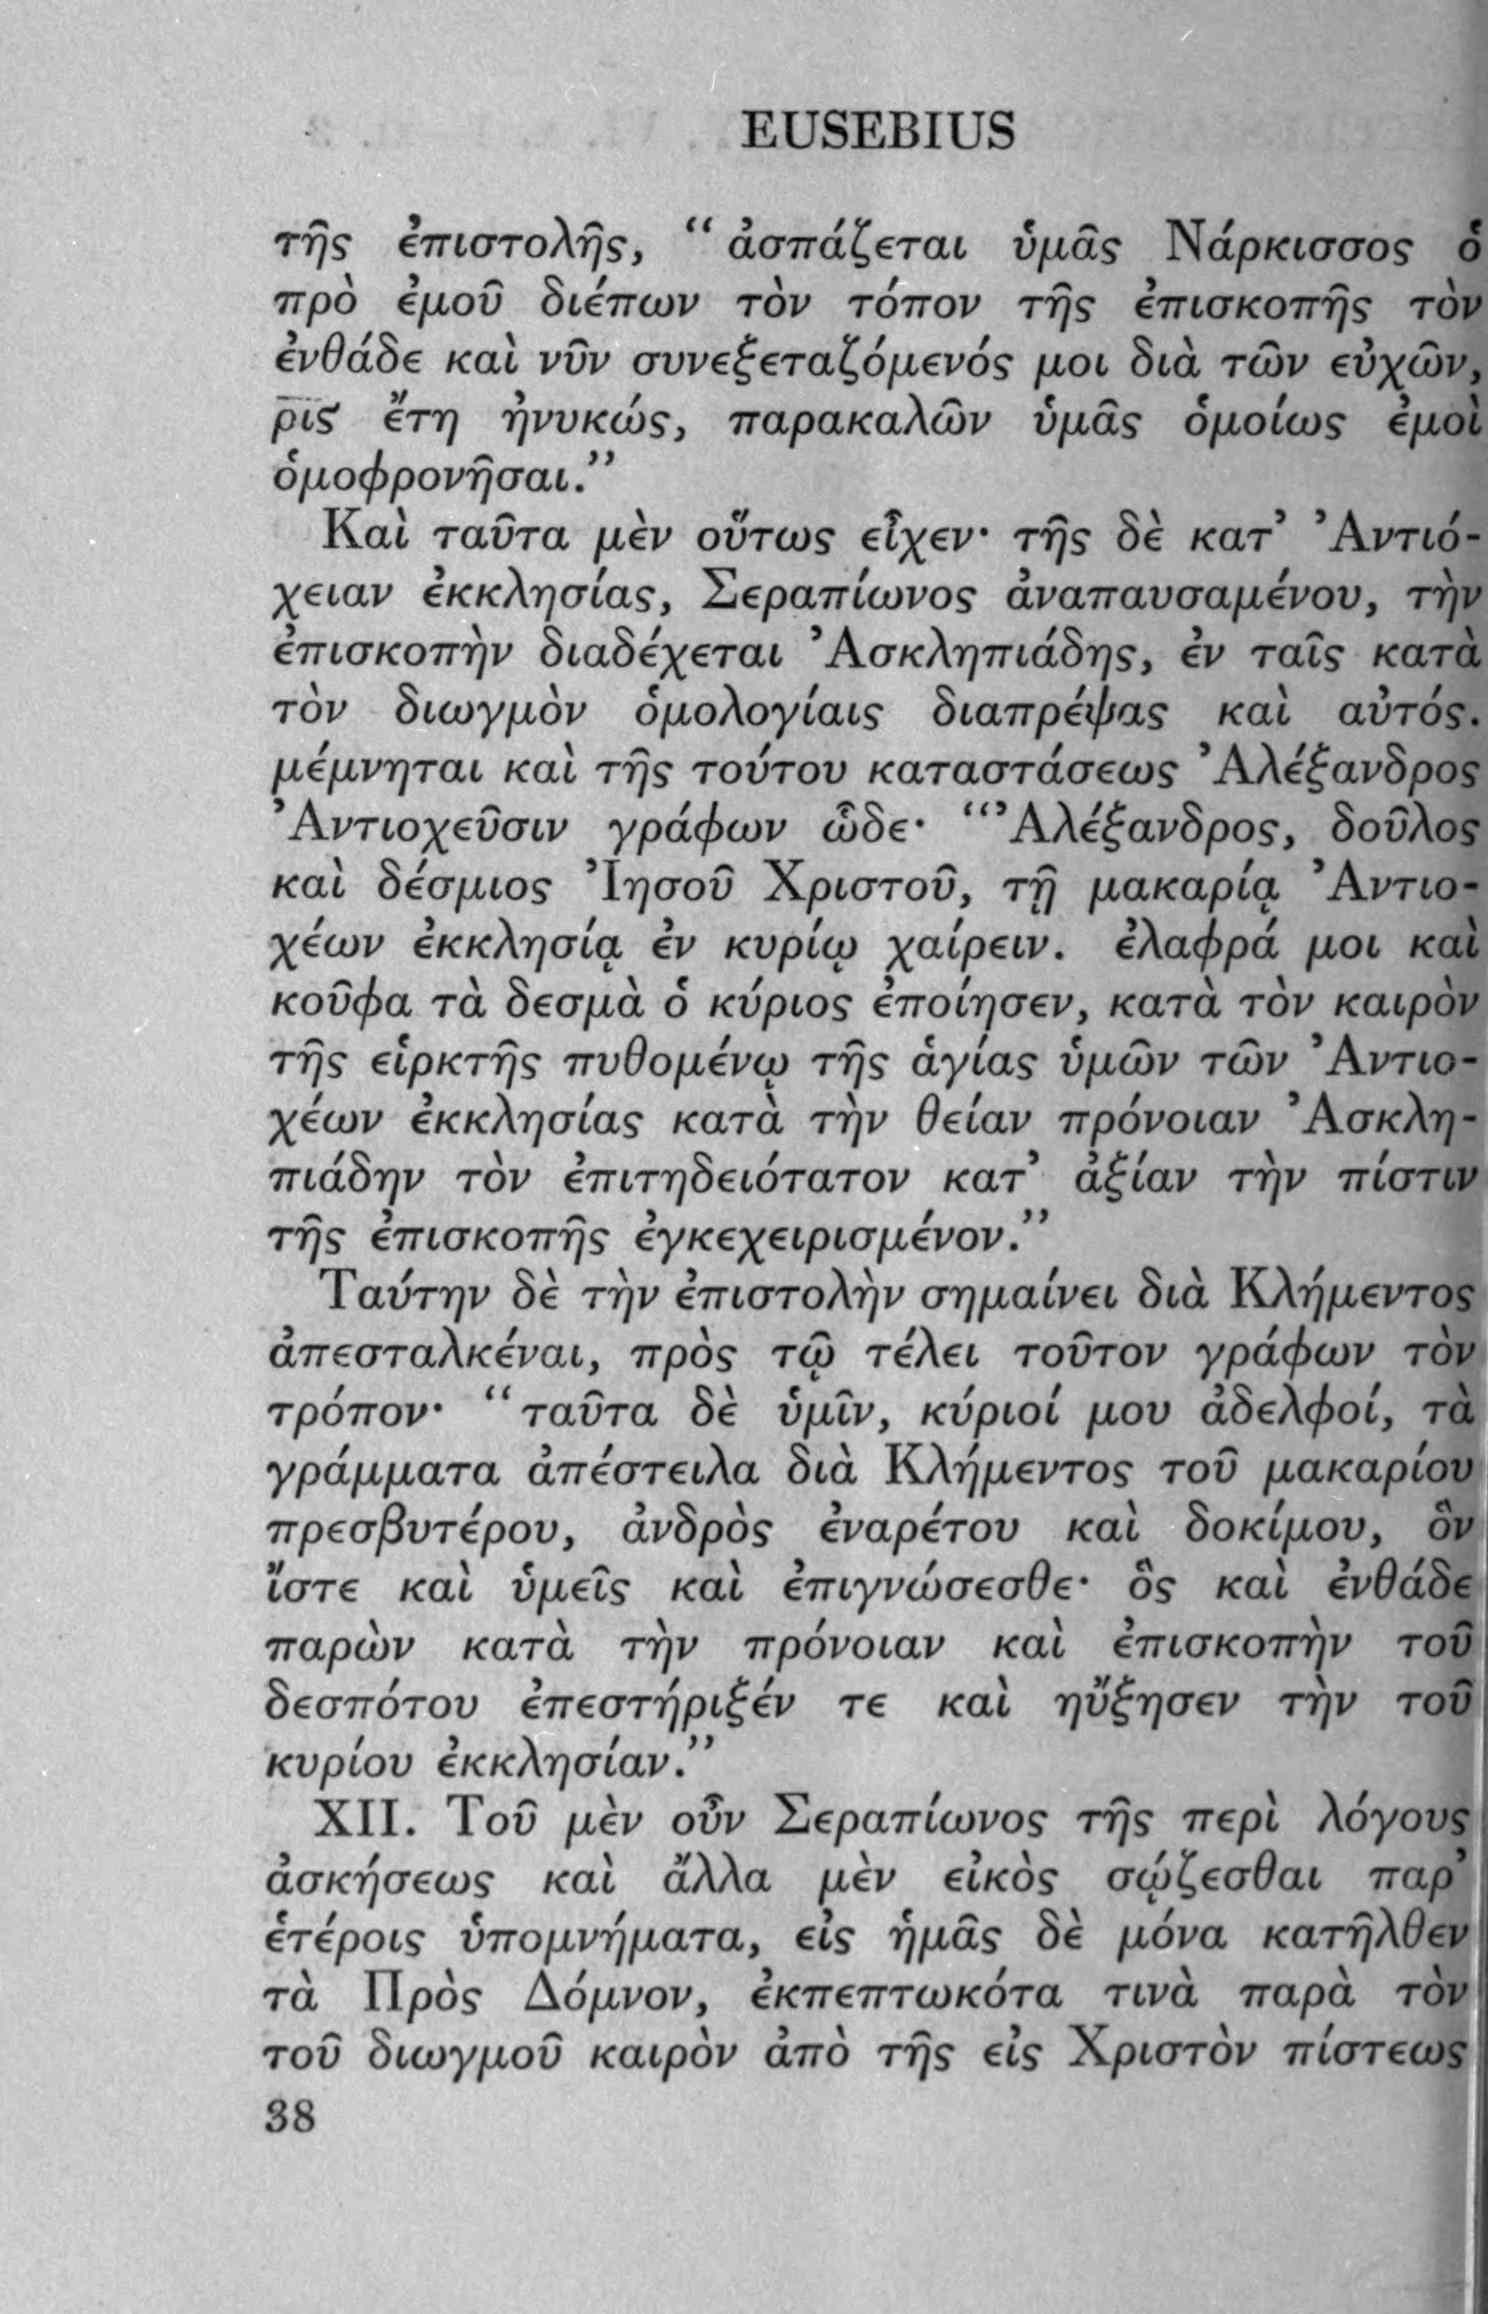 EUSEBIUS
τῆς ἐπιστολῆς, “ ἀσπάζεται ὑμᾶς Νάρκισσος ὁ
πρὸ ἐμοῦ διέπων τὸν τόπον τῆς ἐπισκοπῆς τὸν
ἐνθάδε καὶ νῦν συνεξεταζόμενός μοι διὰ τῶν εὐχῶν,
ρ̅ι̅ς̅ ἔτη ἠνυκώς, παρακαλῶν ὑμᾶς ὁμοίως ἐμοὶ
ὁμοφρονῆσαι.”
Καὶ ταῦτα μὲν οὕτως εἶχεν· τῆς δὲ κατ’ Ἀντιό-
χειαν ἐκκλησίας, Σεραπίωνος ἀναπαυσαμένου, τὴν
ἐπισκοπὴν διαδέχεται Ἀσκληπιάδης, ἐν ταῖς κατὰ
τὸν διωγμὸν ὁμολογίαις διαπρέψας καὶ αὐτός.
μέμνηται καὶ τῆς τούτου καταστάσεως Ἀλέξανδρος
Ἀντιοχεῦσιν γράφων ὧδε· “Ἀλέξανδρος, δοῦλος
καὶ δέσμιος Ἰησοῦ Χριστοῦ, τῇ μακαρίᾳ Ἀντιο-
χέων ἐκκλησίᾳ ἐν κυρίῳ χαίρειν. ἐλαφρά μοι καὶ
κοῦφα τὰ δεσμὰ ὁ κύριος ἐποίησεν, κατὰ τὸν καιρὸν
τῆς εἱρκτῆς πυθομένῳ τῆς ἁγίας ὑμῶν τῶν Ἀντιο-
χέων ἐκκλησίας κατὰ τὴν θείαν πρόνοιαν Ἀσκλη-
πιάδην τὸν ἐπιτηδειότατον κατ’ ἀξίαν τὴν πίστιν
τῆς ἐπισκοπῆς ἐγκεχειρισμένον.”
Ταύτην δὲ τὴν ἐπιστολὴν σημαίνει διὰ Κλήμεντος
ἀπεσταλκέναι, πρὸς τῷ τέλει τοῦτον γράφων τὸν
τρόπον· “ ταῦτα δὲ ὑμῖν, κύριοί μου ἀδελφοί, τὰ
γράμματα ἀπέστειλα διὰ Κλήμεντος τοῦ μακαρίου
πρεσβυτέρου, ἀνδρὸς ἐναρέτου καὶ δοκίμου, ὃν
ἴστε καὶ ὑμεῖς καὶ ἐπιγνώσεσθε· ὃς καὶ ἐνθάδε
παρὼν κατὰ τὴν πρόνοιαν καὶ ἐπισκοπὴν τοῦ
δεσπότου ἐπεστήριξέν τε καὶ ηὔξησεν τὴν τοῦ
κυρίου ἐκκλησίαν.”
XII. Τοῦ μὲν οὖν Σεραπίωνος τῆς περὶ λόγους
ἀσκήσεως καὶ ἄλλα μὲν εἰκὸς σῴζεσθαι παρ’
ἑτέροις ὑπομνήματα, εἰς ἡμᾶς δὲ μόνα κατῆλθεν
τὰ Πρὸς Δόμνον, ἐκπεπτωκότα τινὰ παρὰ τὸν
τοῦ διωγμοῦ καιρὸν ἀπὸ τῆς εἰς Χριστὸν πίστεως
38